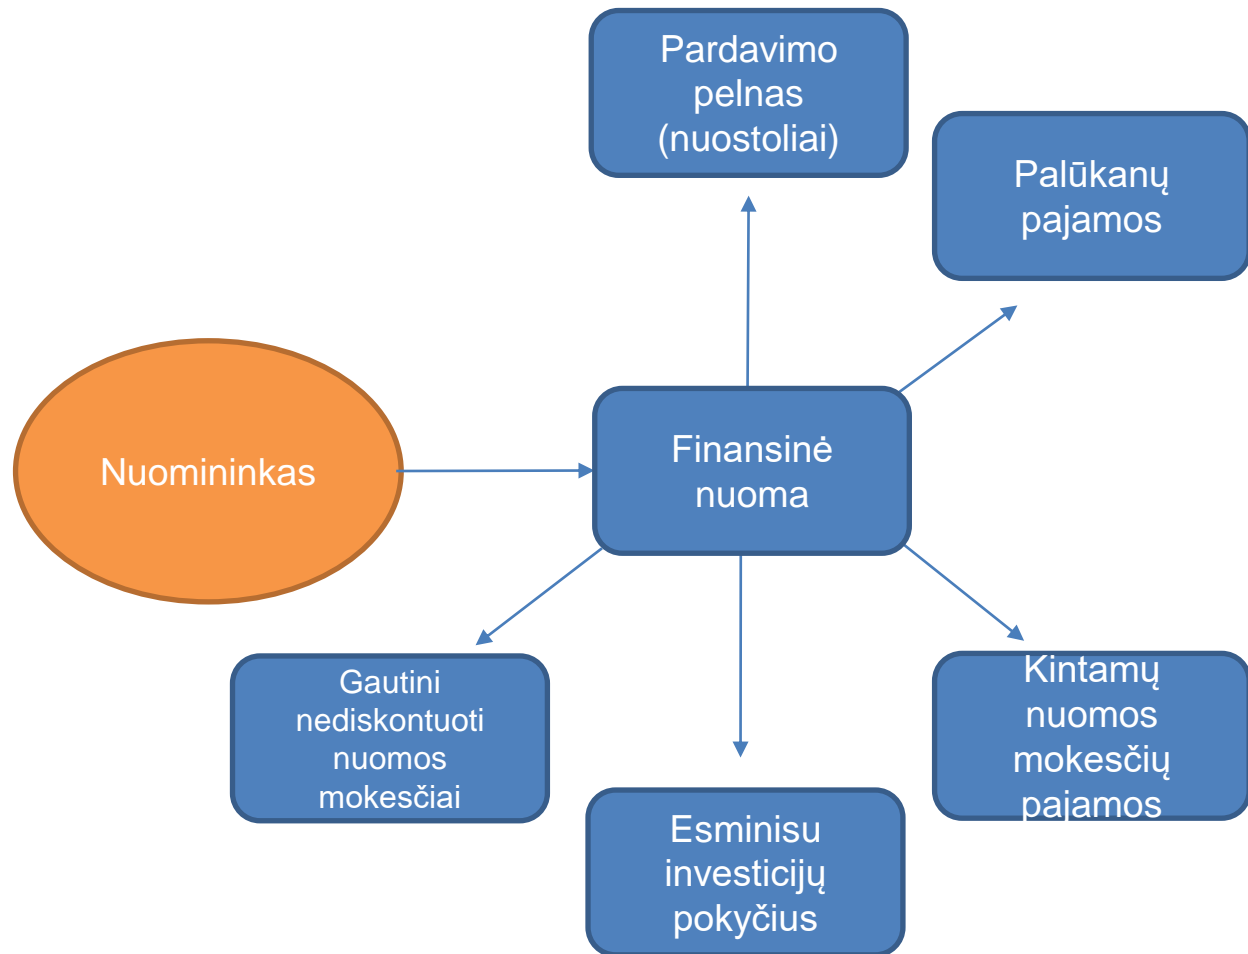 Pardavimo
pelnas
(nuostoliai)
Palūkanų
pajamos
Nuomininkas
Finansinė
nuoma
Gautini
nediskontuoti
nuomos
mokesčiai
Kintamų
nuomos
mokesčių
pajamos
Esminisu
investicijų
pokyčius